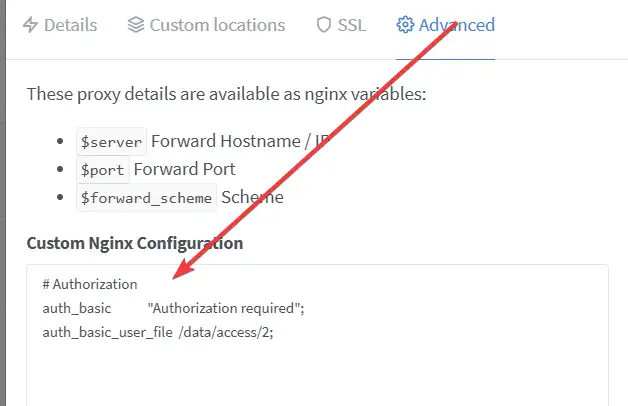 Details Custom locations SSL Advanced
These proxy details are available as nginx variables:
$server Forward Hostname / IP
$port Forward Port
$forward_scheme Scheme
Custom Nginx Configuration
# Authorization
auth_basic "Authorization required";
auth_basic_user_file /data/access/2;